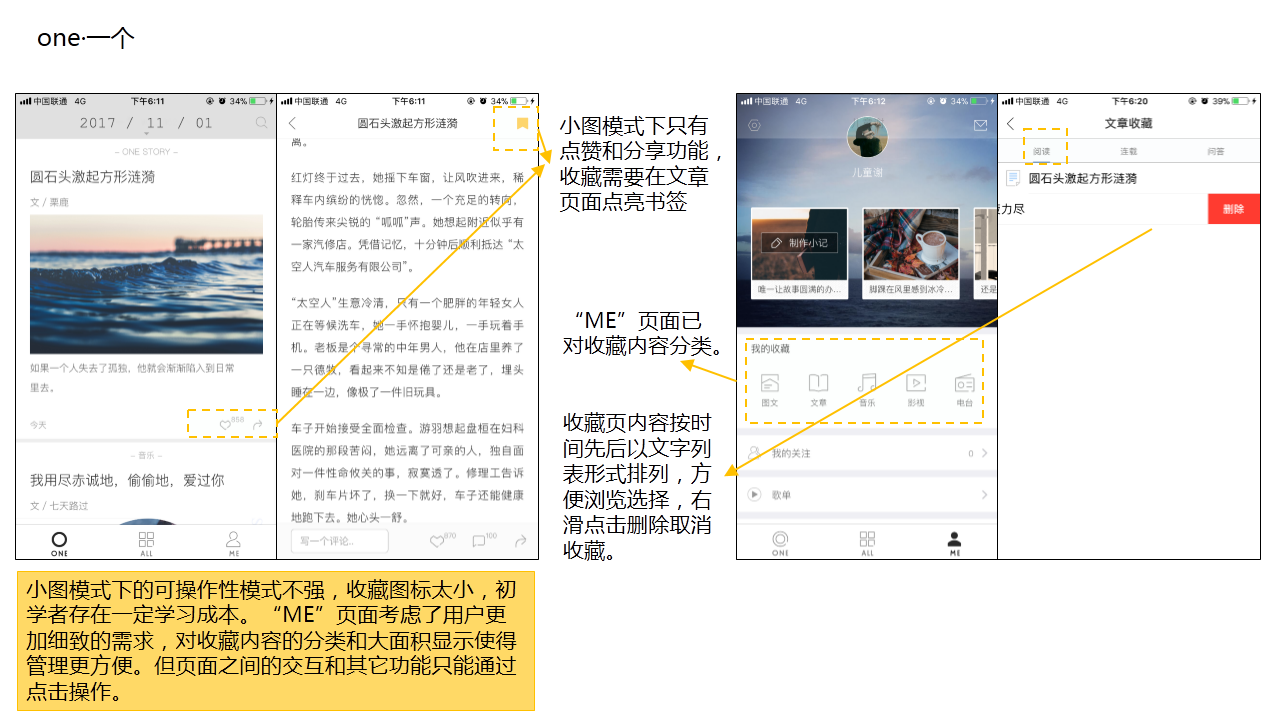 one·一个
中国联通 4G 下午6:11 34%
2017 / 11 / 01
– ONE STORY –
圆石头激起方形涟漪
文 / 栗鹿
如果一个人失去了孤独，他就会渐渐陷入到日常
里去。
今天 858
– 音乐 –
我用尽赤诚地，偷偷地，爱过你
文 / 七天路过
ONE ALL ME
中国联通 4G 下午6:11 34%
圆石头激起方形涟漪
离。
红灯终于过去，她摇下车窗，让风吹进来，稀
释车内缤纷的恍惚。忽然，一个充足的转向，
轮胎传来尖锐的“呱呱”声。她想起附近似乎有
一家汽修店。凭借记忆，十分钟后顺利抵达“太
空人汽车服务有限公司”。
“太空人”生意冷清，只有一个肥胖的年轻女人
正在等候洗车，她一手怀抱婴儿，一手玩着手
机。老板是个寻常的中年男人，他在店里养了
一只德牧，看起来不知是倦了还是老了，埋头
睡在一边，像极了一件旧玩具。
车子开始接受全面检查。游羽想起盘桓在妇科
医院的那段苦闷，她远离了可亲的人，独自面
对一件性命攸关的事，寂寞透了。修理工告诉
她，刹车片坏了，换一下就好，车子还能健康
地跑下去。她心头一舒。
写一个评论.. 870 100
小图模式下只有
点赞和分享功能，
收藏需要在文章
页面点亮书签
“ME”页面已
对收藏内容分类。
收藏页内容按时
间先后以文字列
表形式排列，方
便浏览选择，右
滑点击删除取消
收藏。
中国联通 4G 下午6:12 34%
儿童谢
制作小记
唯一让故事圆满的办...
脚踝在风里感到冰冷...
还是
我的收藏
图文 文章 音乐 影视 电台
我的关注 0
歌单
ONE ALL ME
中国联通 4G 下午6:20 39%
文章收藏
阅读 连载 问答
圆石头激起方形涟漪
力尽 删除
小图模式下的可操作性模式不强，收藏图标太小，初
学者存在一定学习成本。“ME”页面考虑了用户更
加细致的需求，对收藏内容的分类和大面积显示使得
管理更方便。但页面之间的交互和其它功能只能通过
点击操作。